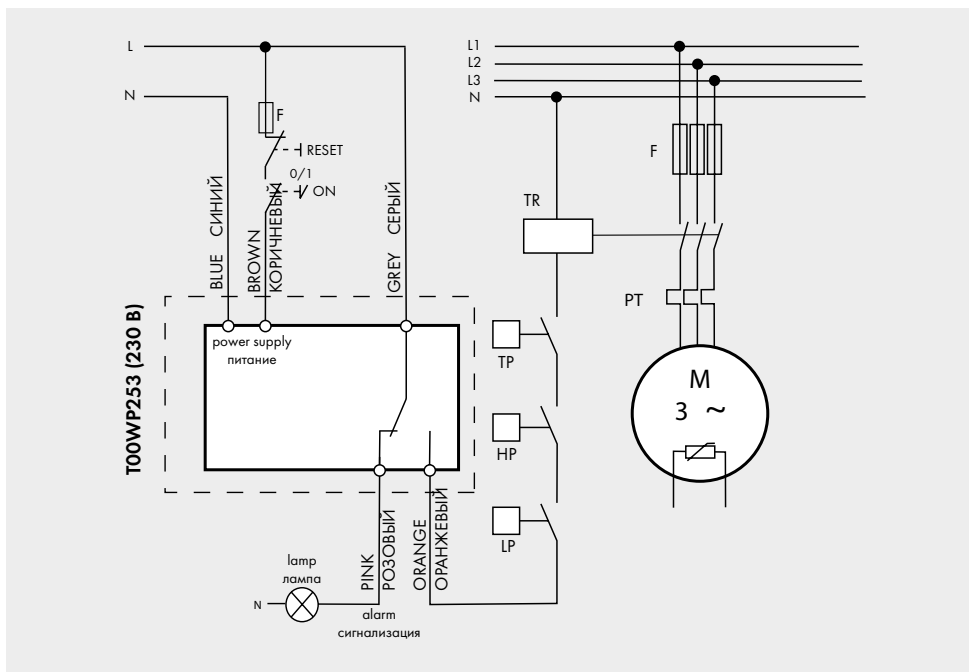 L
N
F
RESET
0/1
ON
BLUE СИНИЙ
BROWN
КОРИЧНЕВЫЙ
GREY СЕРЫЙ
T00WP253 (230 В)
power supply
питание
PINK
РОЗОВЫЙ
ORANGE
ОРАНЖЕВЫЙ
lamp
лампа
N
alarm
сигнализация
L1
L2
L3
N
F
TR
PT
TP
HP
LP
M
3 ~